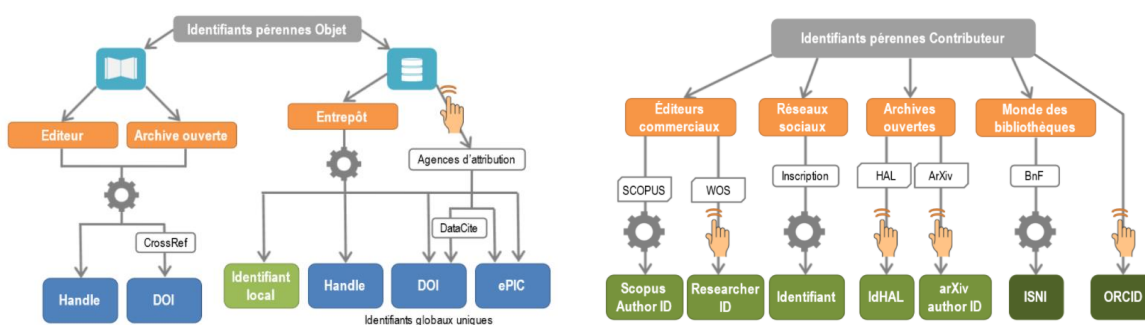 Identifiants pérennes Objet
Editeur
Archive ouverte
CrossRef
Handle
DOI
Entrepôt
Agences d'attribution
DataCite
Identifiant
local
Handle
DOI
ePIC
Identifiants globaux uniques
Identifiants pérennes Contributeur
Éditeurs
commerciaux
Réseaux
sociaux
Archives
ouvertes
Monde des
bibliothèques
SCOPUS
WOS
Inscription
HAL
ArXiv
BnF
Scopus
Author ID
Researcher
ID
Identifiant
IdHAL
arXiv
author ID
ISNI
ORCID